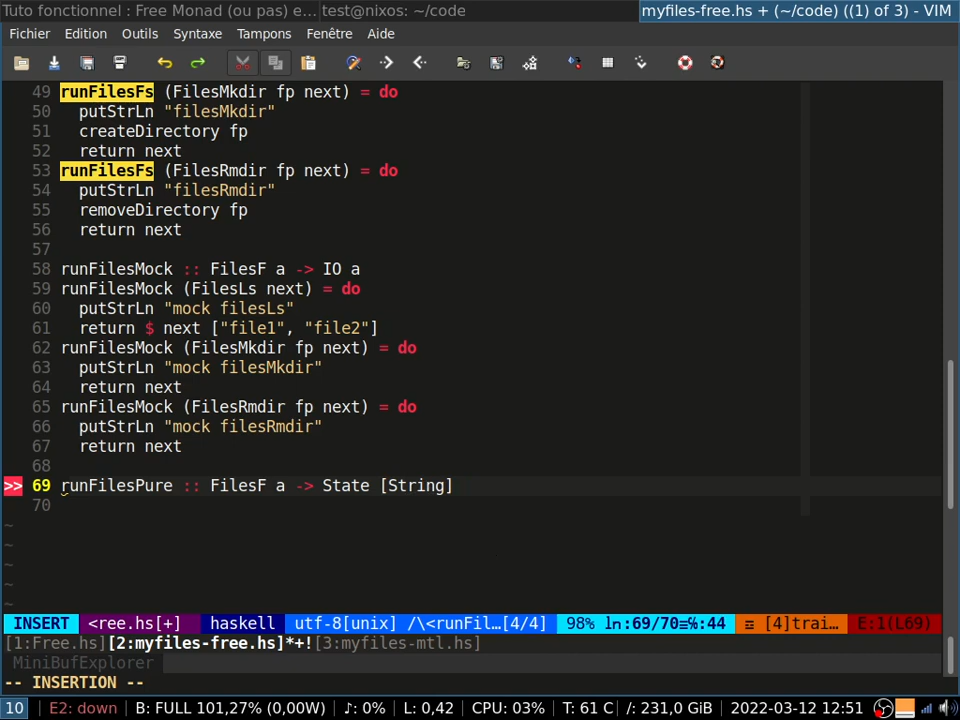 Tuto fonctionnel : Free Monad (ou pas) e... test@nixos: ~/code myfiles-free.hs + (~/code) ((1) of 3) - VIM
Fichier Edition Outils Syntaxe Tampons Fenêtre Aide
49 runFilesFs (FilesMkdir fp next) = do
50   putStrLn "filesMkdir"
51   createDirectory fp
52   return next
53 runFilesFs (FilesRmdir fp next) = do
54   putStrLn "filesRmdir"
55   removeDirectory fp
56   return next
57
58 runFilesMock :: FilesF a -> IO a
59 runFilesMock (FilesLs next) = do
60   putStrLn "mock filesLs"
61   return $ next ["file1", "file2"]
62 runFilesMock (FilesMkdir fp next) = do
63   putStrLn "mock filesMkdir"
64   return next
65 runFilesMock (FilesRmdir fp next) = do
66   putStrLn "mock filesRmdir"
67   return next
68
>> 69 runFilesPure :: FilesF a -> State [String]
70
~
~
~
~
~
INSERT <ree.hs[+] haskell utf-8[unix] /\<runFil...[4/4] 98% ln:69/70≡℅:44 ☲ [4]trai... E:1(L69)
[1:Free.hs][2:myfiles-free.hs]*+![3:myfiles-mtl.hs]
MiniBufExplorer
-- INSERTION --
10 E2: down | B: FULL 101,27% (0,00W) | ♪: 0% | L: 0,42 | CPU: 03% | T: 61 C | /: 231,0 GiB | 2022-03-12 12:51